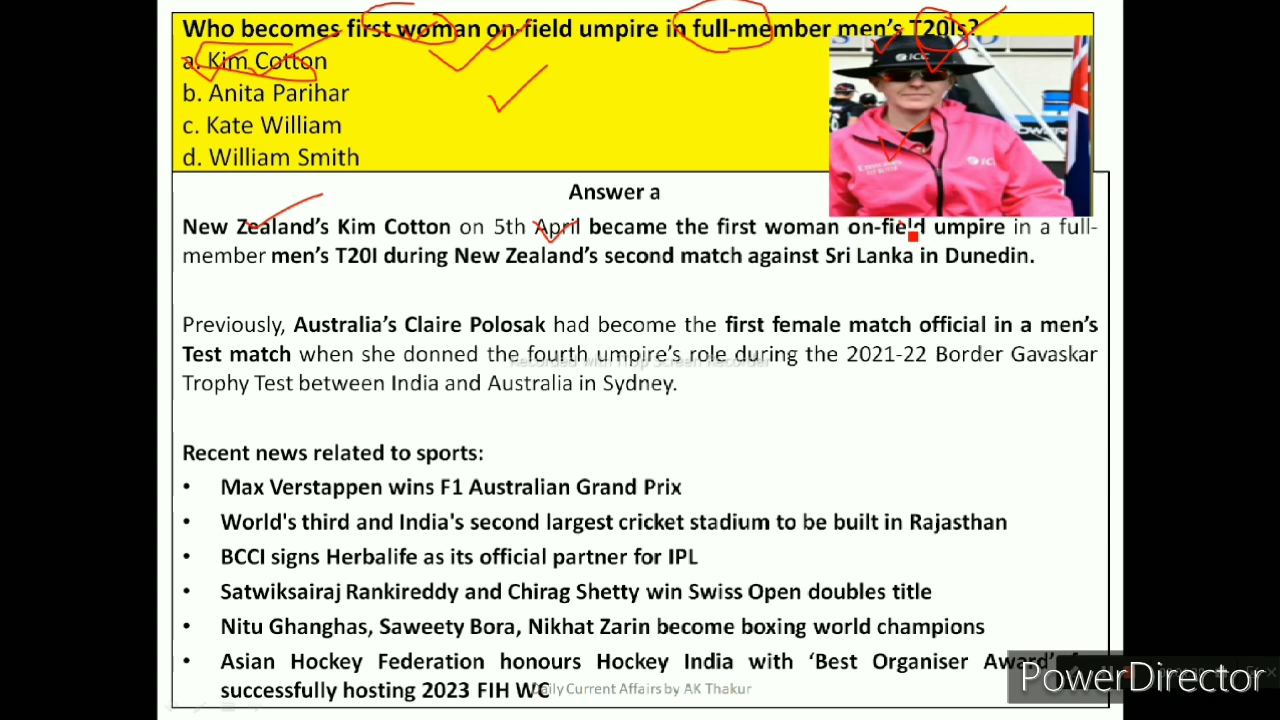 Who becomes first woman on-field umpire in full-member men's T20Is?
a. Kim Cotton
b. Anita Parihar
c. Kate William
d. William Smith
ICC
ICC
Answer a
New Zealand's Kim Cotton on 5th April became the first woman on-field umpire in a full-
member men's T20I during New Zealand's second match against Sri Lanka in Dunedin.
Previously, Australia's Claire Polosak had become the first female match official in a men's
Test match when she donned the fourth umpire's role during the 2021-22 Border Gavaskar
Recorded with iTop Screen Recorder
Trophy Test between India and Australia in Sydney.
Recent news related to sports:
• Max Verstappen wins F1 Australian Grand Prix
• World's third and India's second largest cricket stadium to be built in Rajasthan
• BCCI signs Herbalife as its official partner for IPL
• Satwiksairaj Rankireddy and Chirag Shetty win Swiss Open doubles title
• Nitu Ghanghas, Saweety Bora, Nikhat Zarin become boxing world champions
• Asian Hockey Federation honours Hockey India with 'Best Organiser Award'
successfully hosting 2023 FIH WC
Daily Current Affairs by AK Thakur
PowerDirector